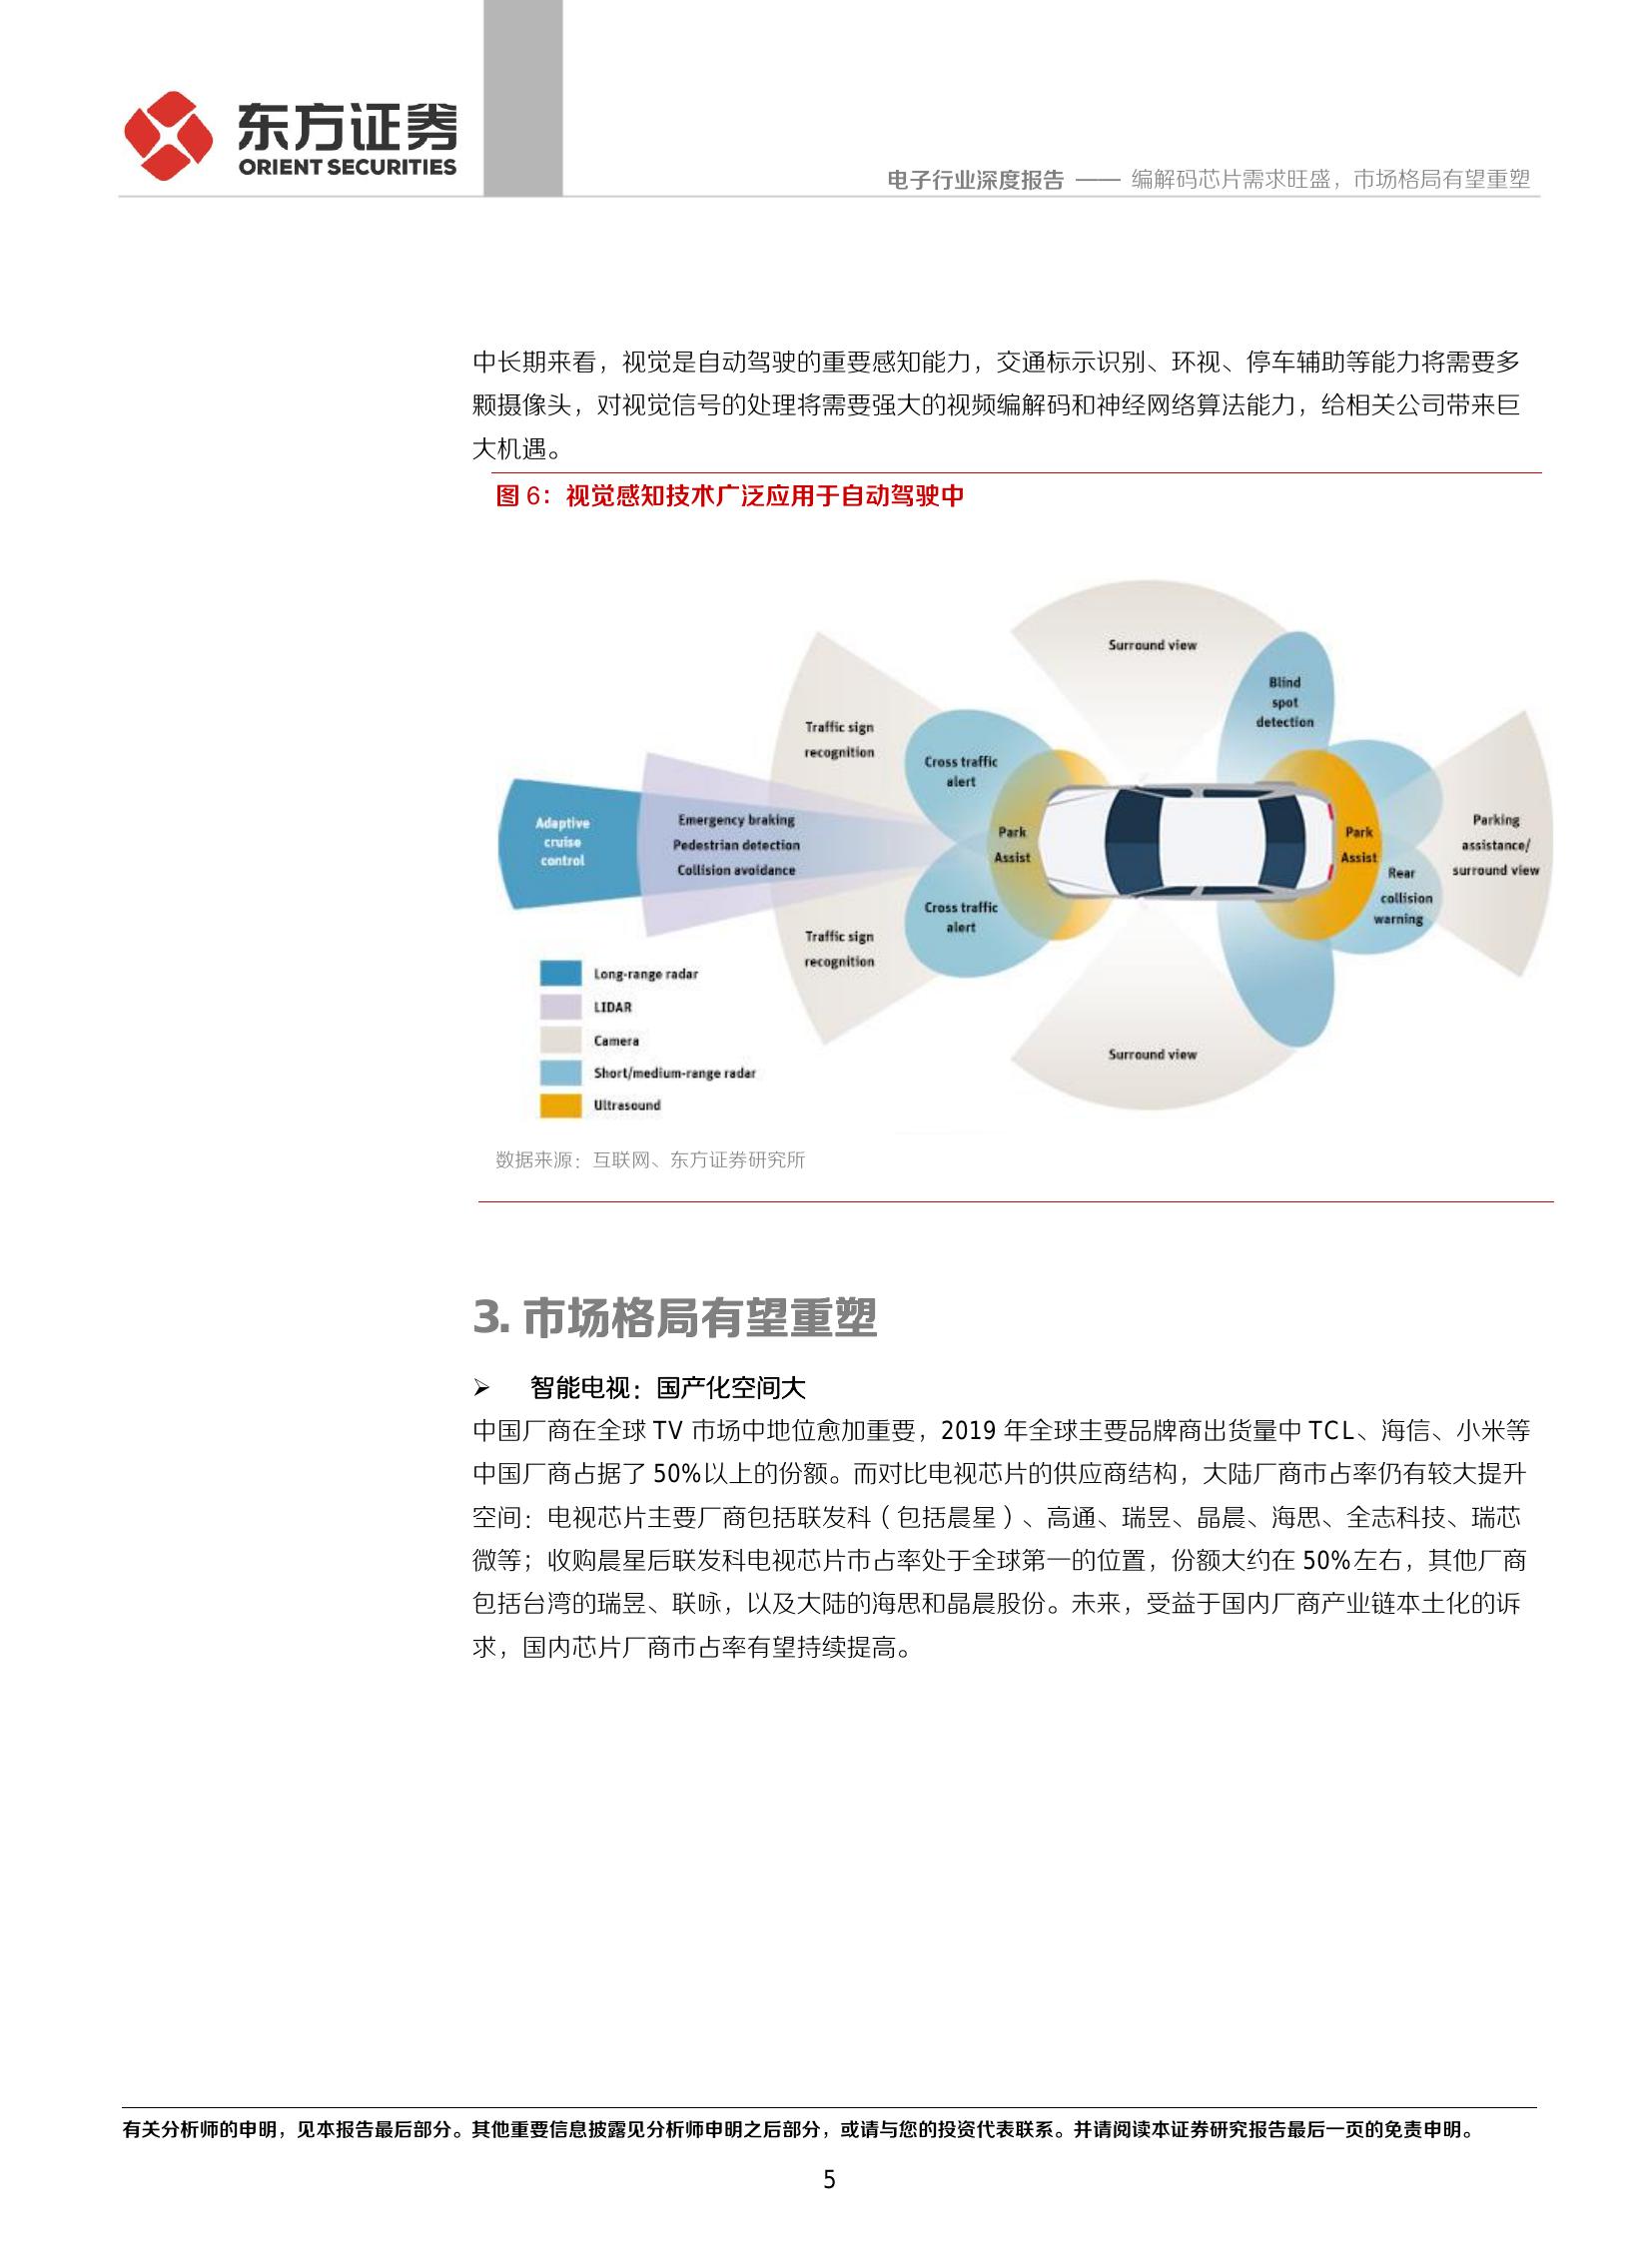 东方证券
ORIENT SECURITIES
电子行业深度报告 —— 编解码芯片需求旺盛，市场格局有望重塑
中长期来看，视觉是自动驾驶的重要感知能力，交通标示识别、环视、停车辅助等能力将需要多
颗摄像头，对视觉信号的处理将需要强大的视频编解码和神经网络算法能力，给相关公司带来巨
大机遇。
图 6：视觉感知技术广泛应用于自动驾驶中
Surround view
Blind
spot
detection
Traffic sign
recognition
Cross traffic
alert
Adaptive
cruise
control
Emergency braking
Pedestrian detection
Collision avoidance
Park
Assist
Park
Assist
Rear
collision
warning
Parking
assistance/
surround view
Cross traffic
alert
Traffic sign
recognition
Surround view
Long-range radar
LIDAR
Camera
Short/medium-range radar
Ultrasound
数据来源：互联网、东方证券研究所
3. 市场格局有望重塑
➢ 智能电视：国产化空间大
中国厂商在全球 TV 市场中地位愈加重要，2019 年全球主要品牌商出货量中 TCL、海信、小米等
中国厂商占据了 50%以上的份额。而对比电视芯片的供应商结构，大陆厂商市占率仍有较大提升
空间：电视芯片主要厂商包括联发科（包括晨星）、高通、瑞昱、晶晨、海思、全志科技、瑞芯
微等；收购晨星后联发科电视芯片市占率处于全球第一的位置，份额大约在 50%左右，其他厂商
包括台湾的瑞昱、联咏，以及大陆的海思和晶晨股份。未来，受益于国内厂商产业链本土化的诉
求，国内芯片厂商市占率有望持续提高。
有关分析师的申明，见本报告最后部分。其他重要信息披露见分析师申明之后部分，或请与您的投资代表联系。并请阅读本证券研究报告最后一页的免责申明。
5